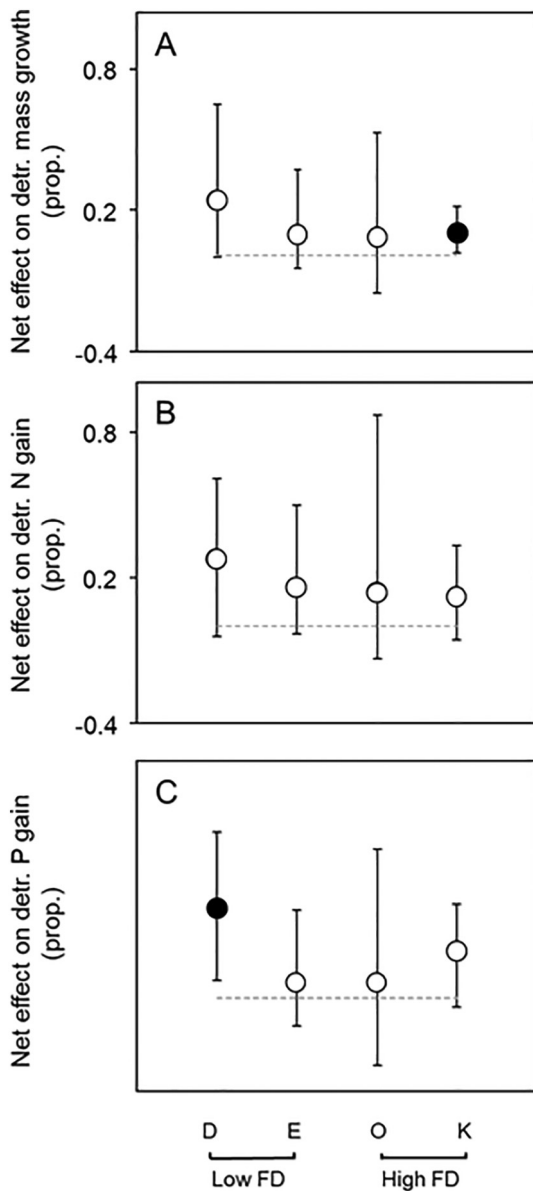 A
Net effect on detr. mass growth
(prop.)
0.8
0.2
-0.4
B
Net effect on detr. N gain
(prop.)
0.8
0.2
-0.4
C
Net effect on detr. P gain
(prop.)
D E O K
Low FD High FD